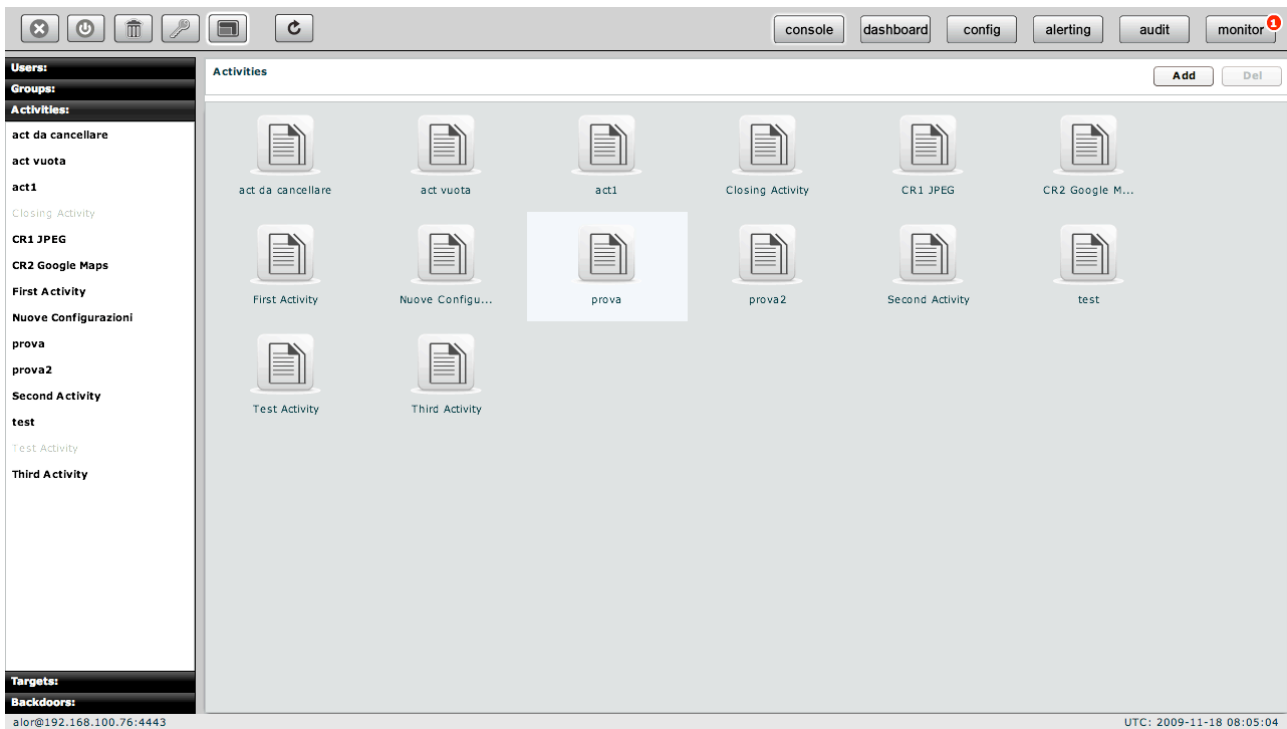 console dashboard config alerting audit monitor 1
Users:
Groups:
Activities:
act da cancellare
act vuota
act1
Closing Activity
CR1 JPEG
CR2 Google Maps
First Activity
Nuove Configurazioni
prova
prova2
Second Activity
test
Test Activity
Third Activity
Targets:
Backdoors:
Activities
Add Del
act da cancellare act vuota act1 Closing Activity CR1 JPEG CR2 Google M...
First Activity Nuove Configu... prova prova2 Second Activity test
Test Activity Third Activity
alor@192.168.100.76:4443
UTC: 2009-11-18 08:05:04